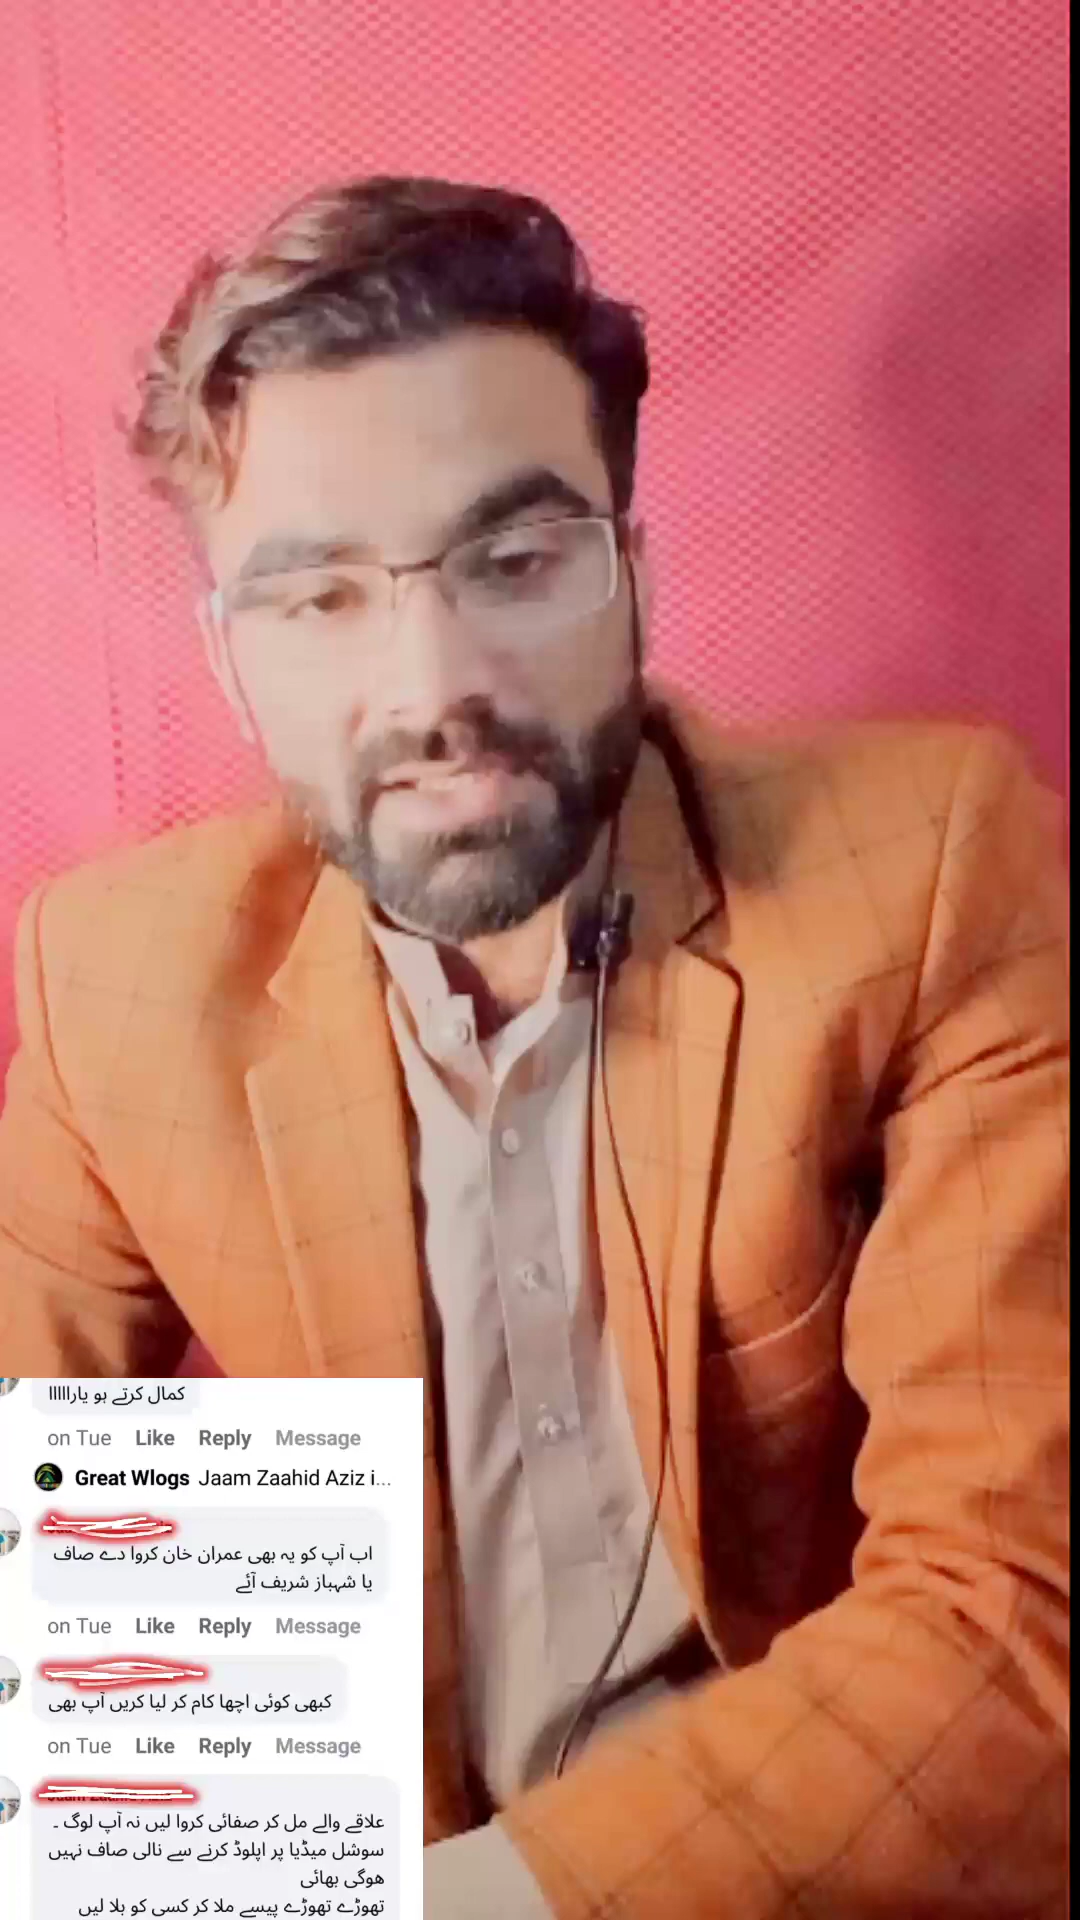 کمال کرتے ہو یاراااااا
on Tue Like Reply Message
Great Wlogs Jaam Zaahid Aziz i...
اب آپ کو یہ بھی عمران خان کروا دے صاف
یا شہباز شریف آئے
on Tue Like Reply Message
کبھی کوئی اچھا کام کر لیا کریں آپ بھی
on Tue Like Reply Message
علاقے والے مل کر صفائی کروا لیں نہ آپ لوگ ۔
سوشل میڈیا پر اپلوڈ کرنے سے نالی صاف نہیں
ھوگی بھائی
تھوڑے تھوڑے پیسے ملا کر کسی کو بلا لیں